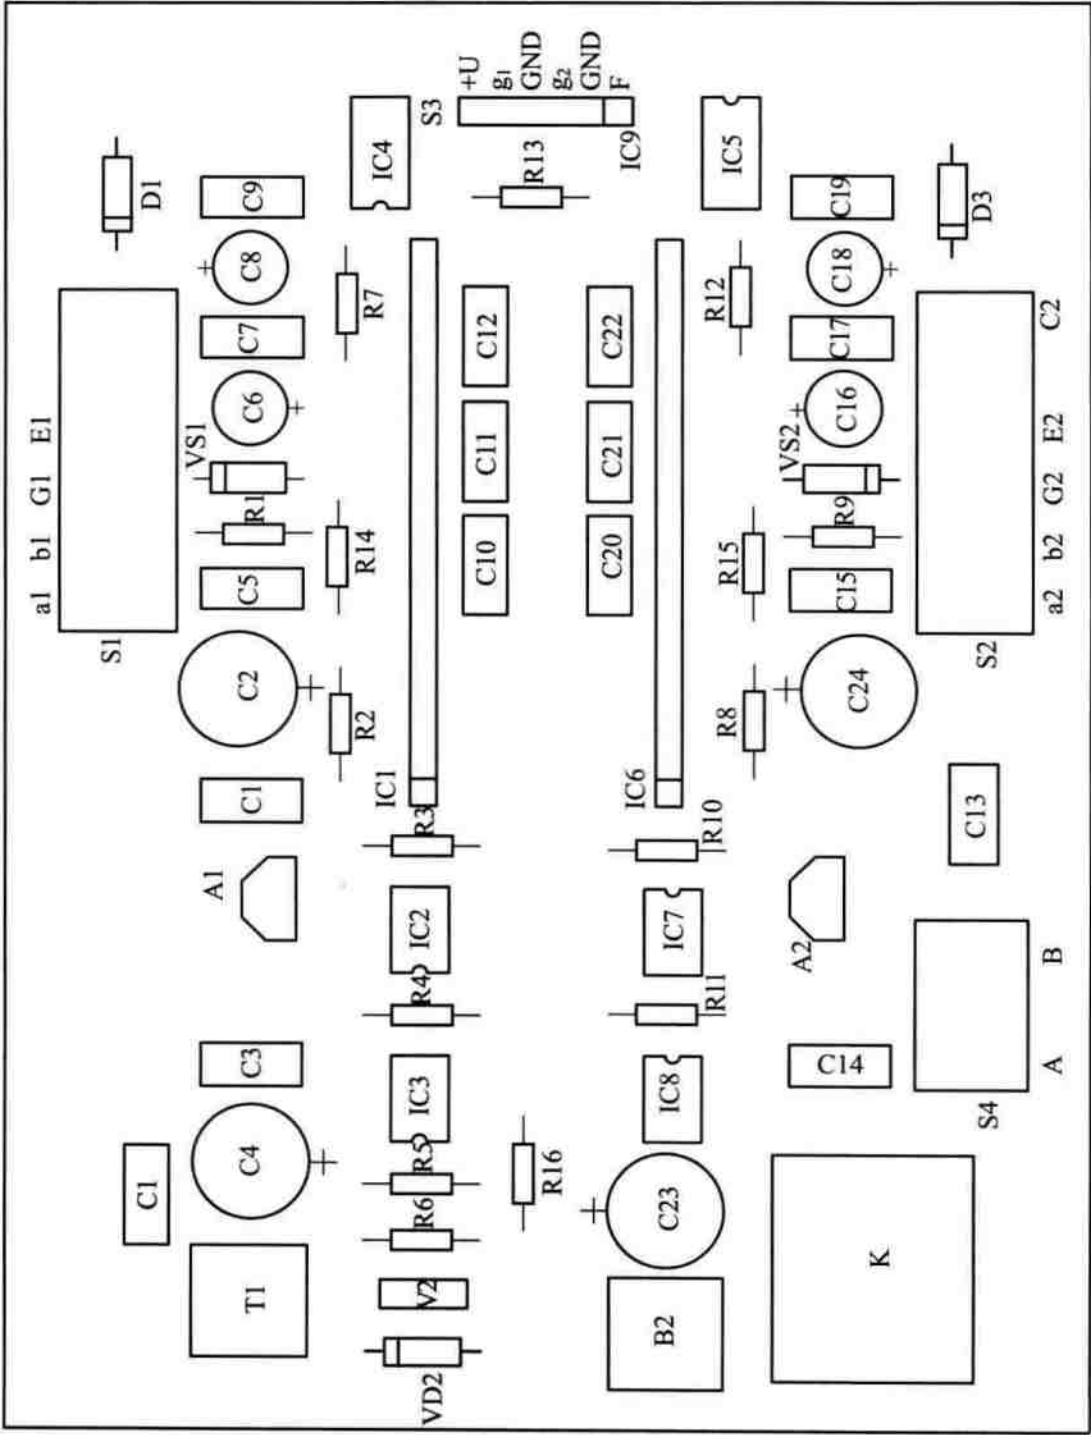 a1 b1 G1 E1
S1
D1
C1
C4
C3
A1
C1
C2
C5
R1
VS1
C6
C7
C8
C9
T1
R2
R14
R7
VD2
V2
R6
R5
IC3
R4
IC2
R3
IC1
IC4
C10
C11
C12
R16
R13
S3
+U
g1
GND
g2
GND
F
IC9
C20
C21
C22
B2
C23
IC8
R11
IC7
R10
IC6
R8
R15
R12
IC5
K
C14
A2
C24
C15
R9
VS2
C16
C17
C18
C19
D3
S4
A B
C13
S2
a2 b2 G2 E2 C2